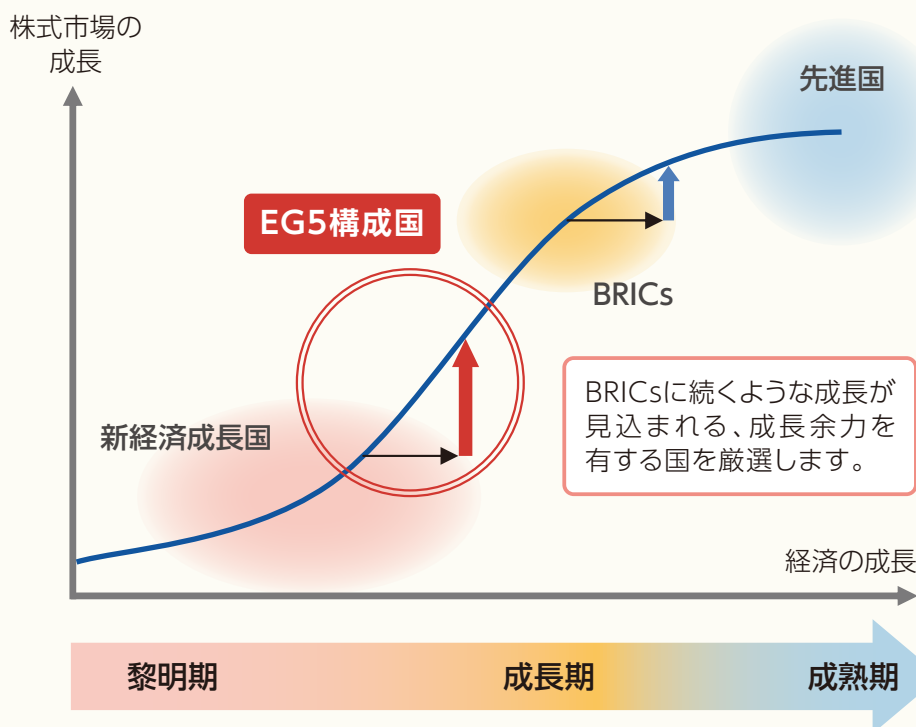 株式市場の
成長
先進国
EG5構成国
BRICs
BRICsに続くような成長が
見込まれる、成長余力を
有する国を厳選します。
新経済成長国
経済の成長
黎明期
成長期
成熟期